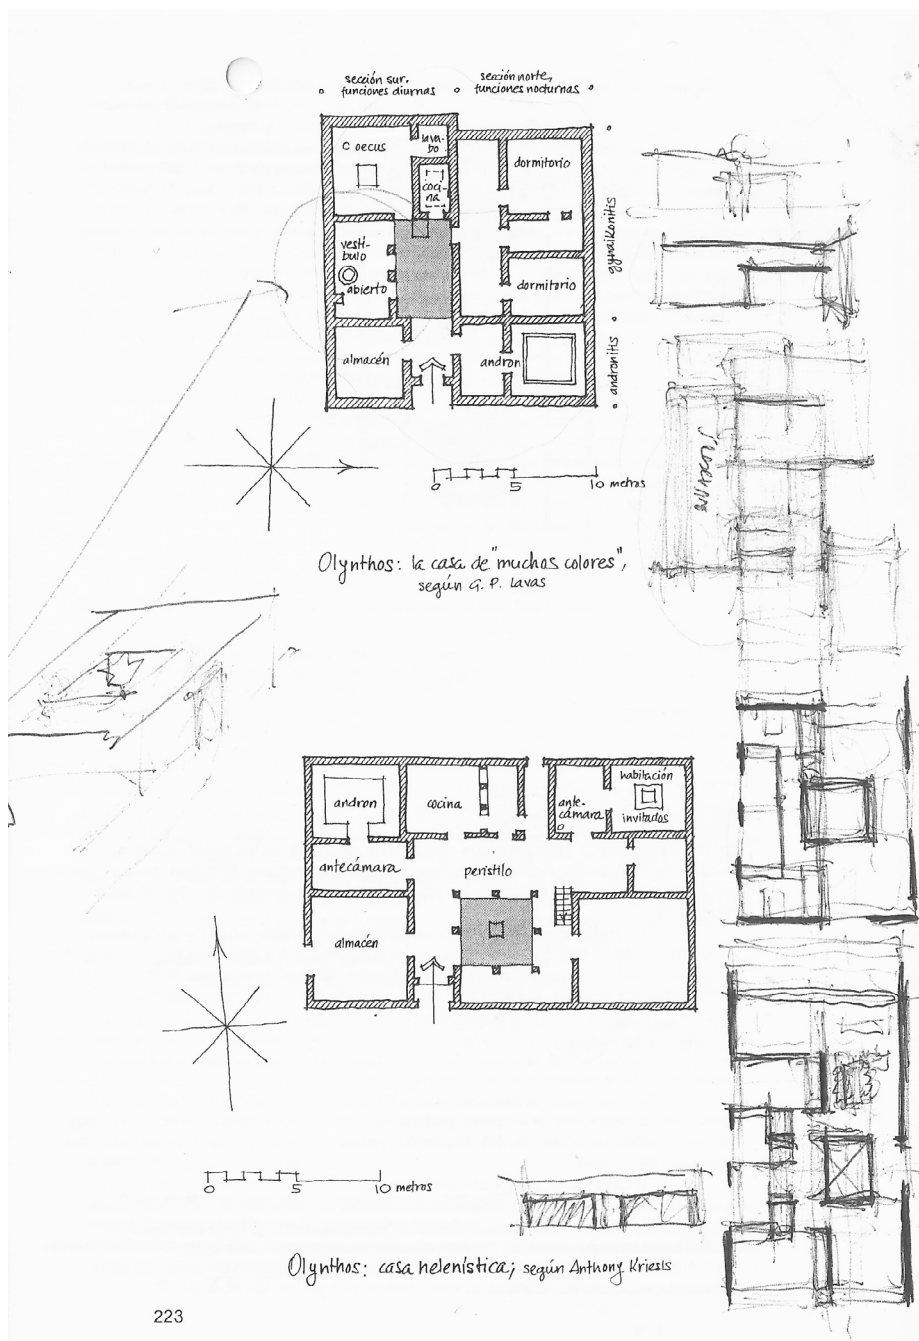 sección sur,
funciones diurnas
sección norte,
funciones nocturnas
oecus
lava-
bo
coci-
na
dormitorio
vestí-
bulo
abierto
dormitorio
gynaikonitis
almacén
andron
andronitis
0 5 10 metros
Olynthos: la casa de "muchos colores",
según G. P. Lavas
andron
cocina
ante-
cámara
habitación
invitados
antecámara
peristilo
almacén
0 5 10 metros
Olynthos: casa helenística; según Anthony Kriesis
223